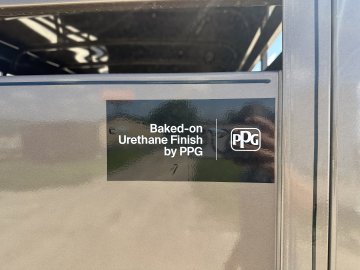 Baked-on
Urethane Finish
by PPG
PPG